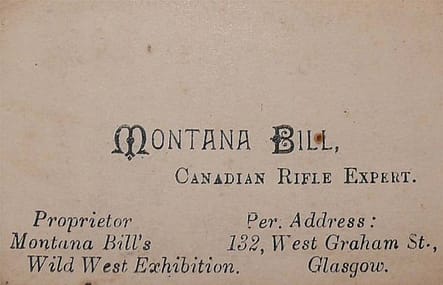 Montana Bill,
Canadian Rifle Expert.
Proprietor
Montana Bill's
Wild West Exhibition.
Per. Address:
132, West Graham St.,
Glasgow.